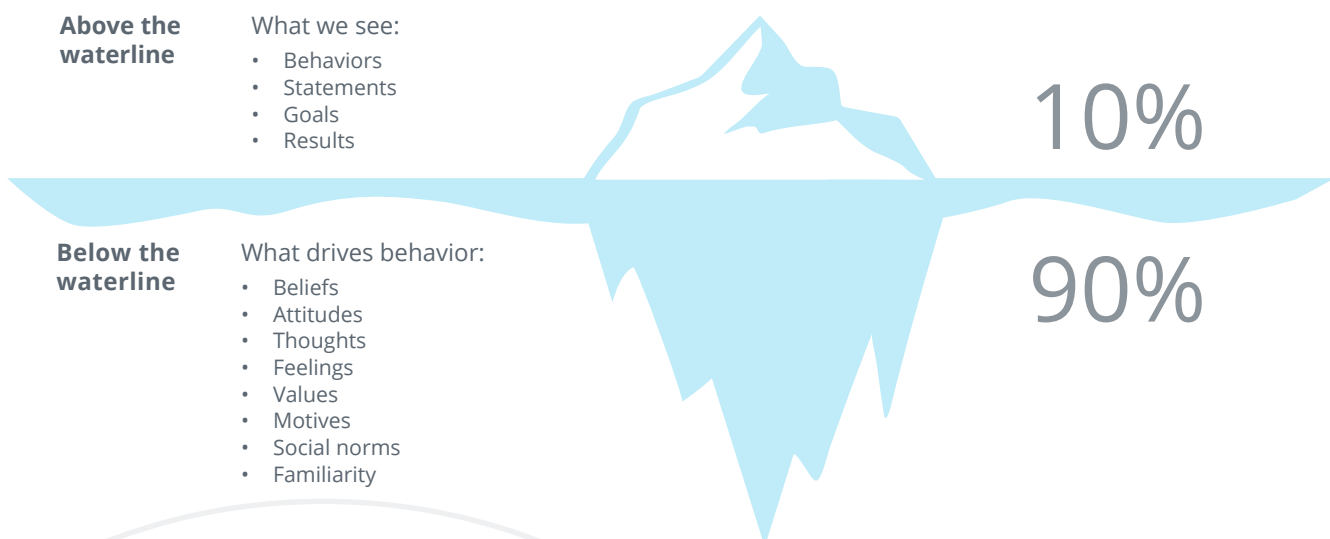 Above the
waterline
What we see:
• Behaviors
• Statements
• Goals
• Results
10%
Below the
waterline
What drives behavior:
• Beliefs
• Attitudes
• Thoughts
• Feelings
• Values
• Motives
• Social norms
• Familiarity
90%